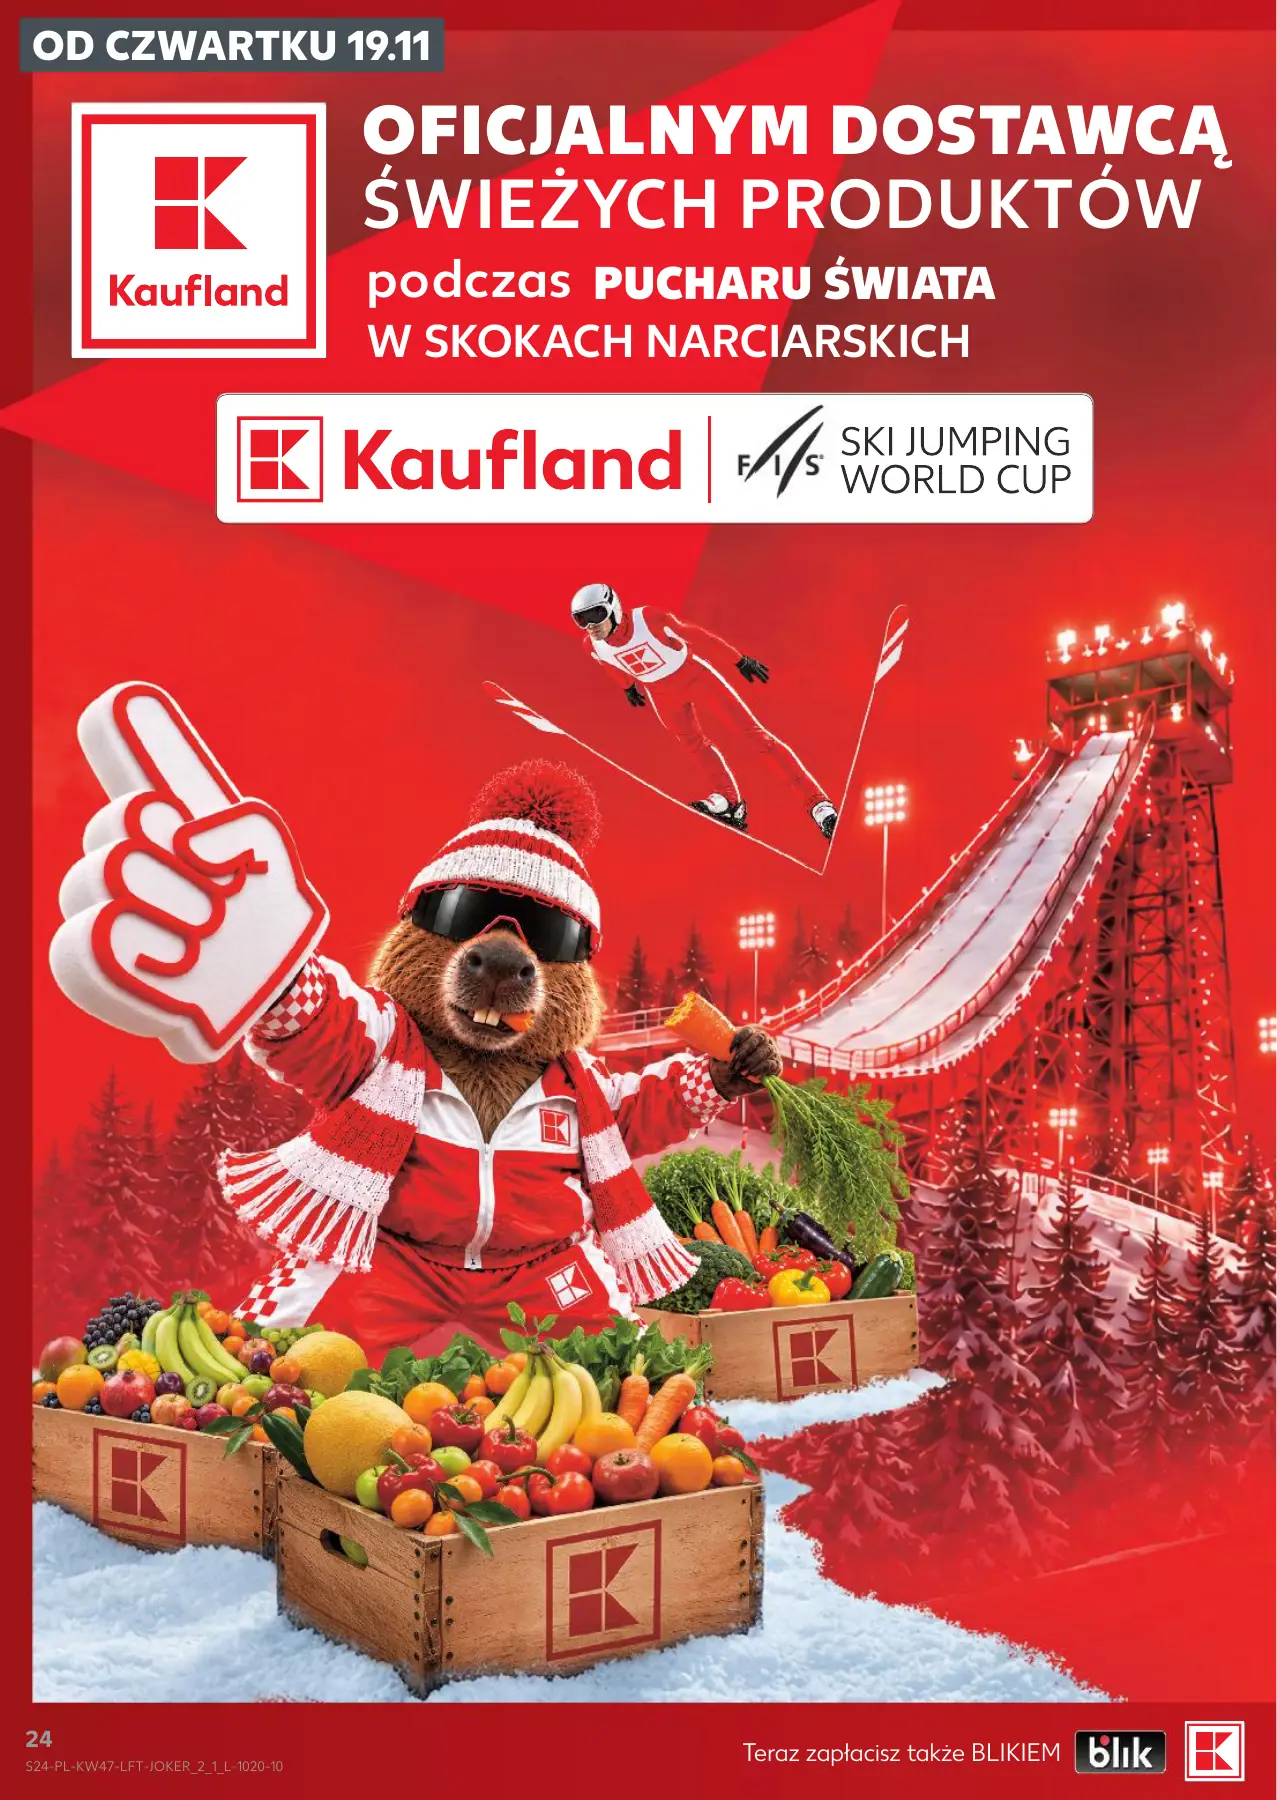 OD CZWARTKU 19.11
Kaufland
OFICJALNYM DOSTAWCĄ
ŚWIEŻYCH PRODUKTÓW
podczas PUCHARU ŚWIATA
W SKOKACH NARCIARSKICH
Kaufland
FIS
SKI JUMPING
WORLD CUP
24
S24-PL-KW47-LFT-JOKER_2_1_L-1020-10
Teraz zapłacisz także BLIKIEM
blik